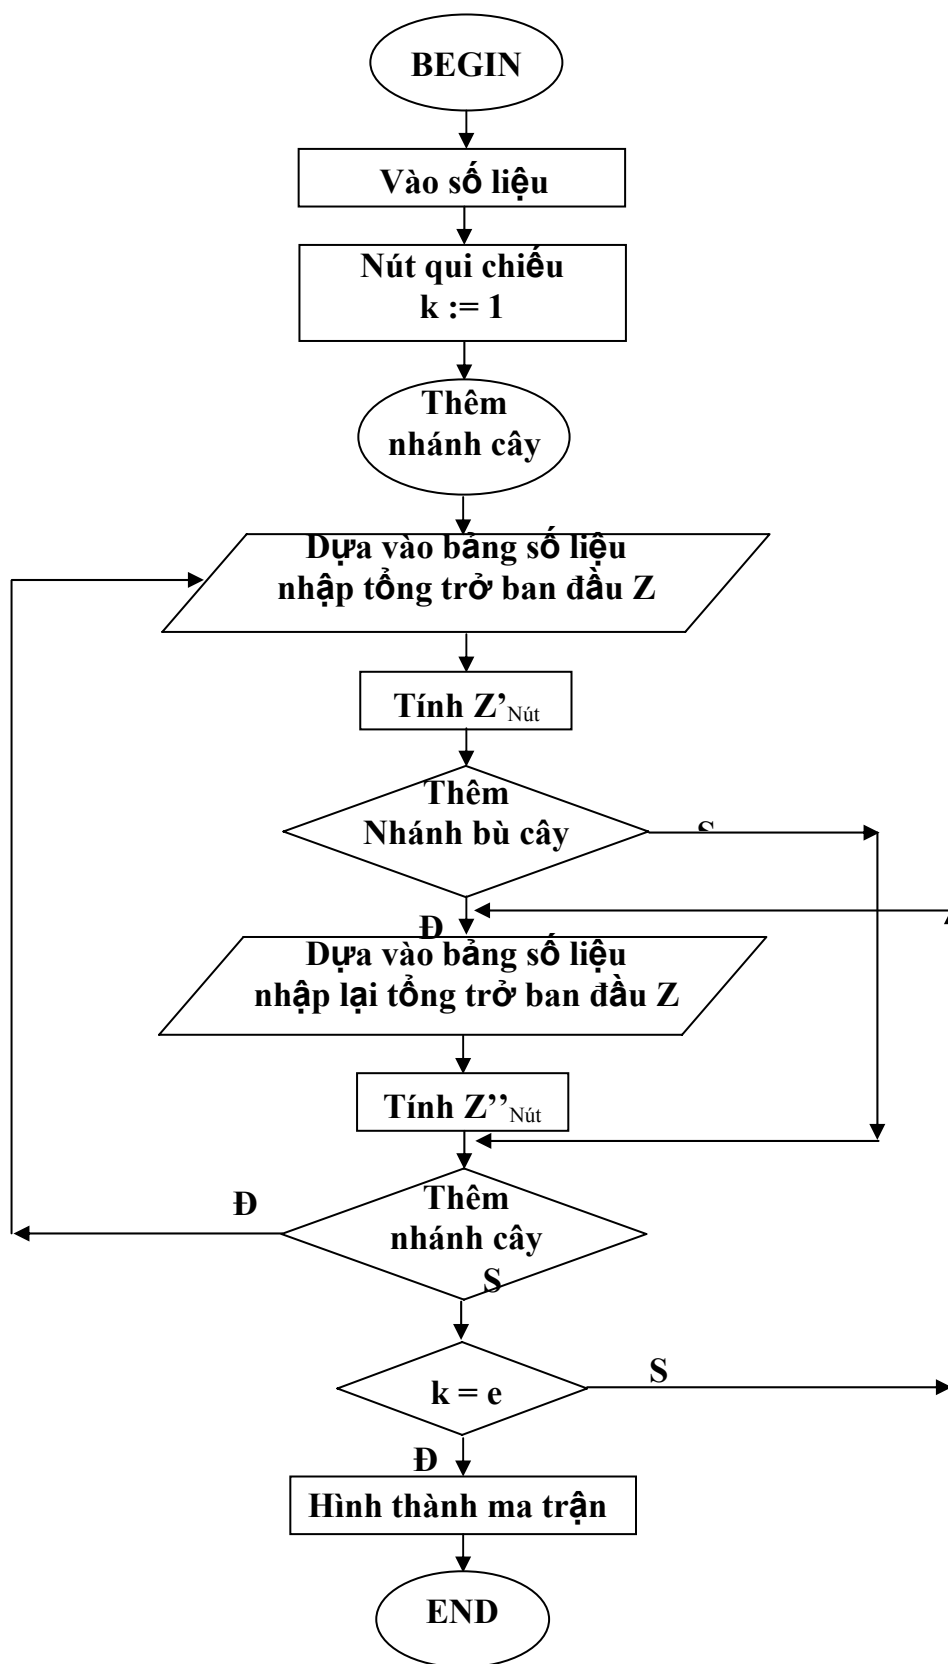 BEGIN
Vào số liệu
Nút qui chiếu
k := 1
Thêm
nhánh cây
Dựa vào bảng số liệu
nhập tổng trở ban đầu Z
Tính Z’Nút
Thêm
Nhánh bù cây
S
Đ
Dựa vào bảng số liệu
nhập lại tổng trở ban đầu Z
Tính Z’’Nút
Đ
Thêm
nhánh cây
S
k = e
S
Đ
Hình thành ma trận
END